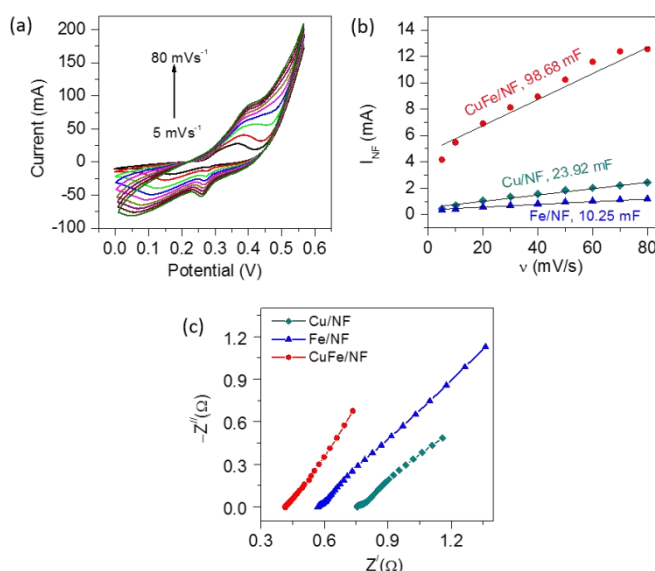 (a)
200
150
100
50
0
-50
-100
0.0 0.1 0.2 0.3 0.4 0.5 0.6
Current (mA)
Potential (V)
80 mVs⁻¹
5 mVs⁻¹
(b)
14
12
10
8
6
4
2
0
20 40 60 80
I_NF (mA)
ν (mV/s)
CuFe/NF, 98.68 mF
Cu/NF, 23.92 mF
Fe/NF, 10.25 mF
(c)
Cu/NF
Fe/NF
CuFe/NF
1.2
0.9
0.6
0.3
0.0
0.3 0.6 0.9 1.2
-Z''(Ω)
Z'(Ω)